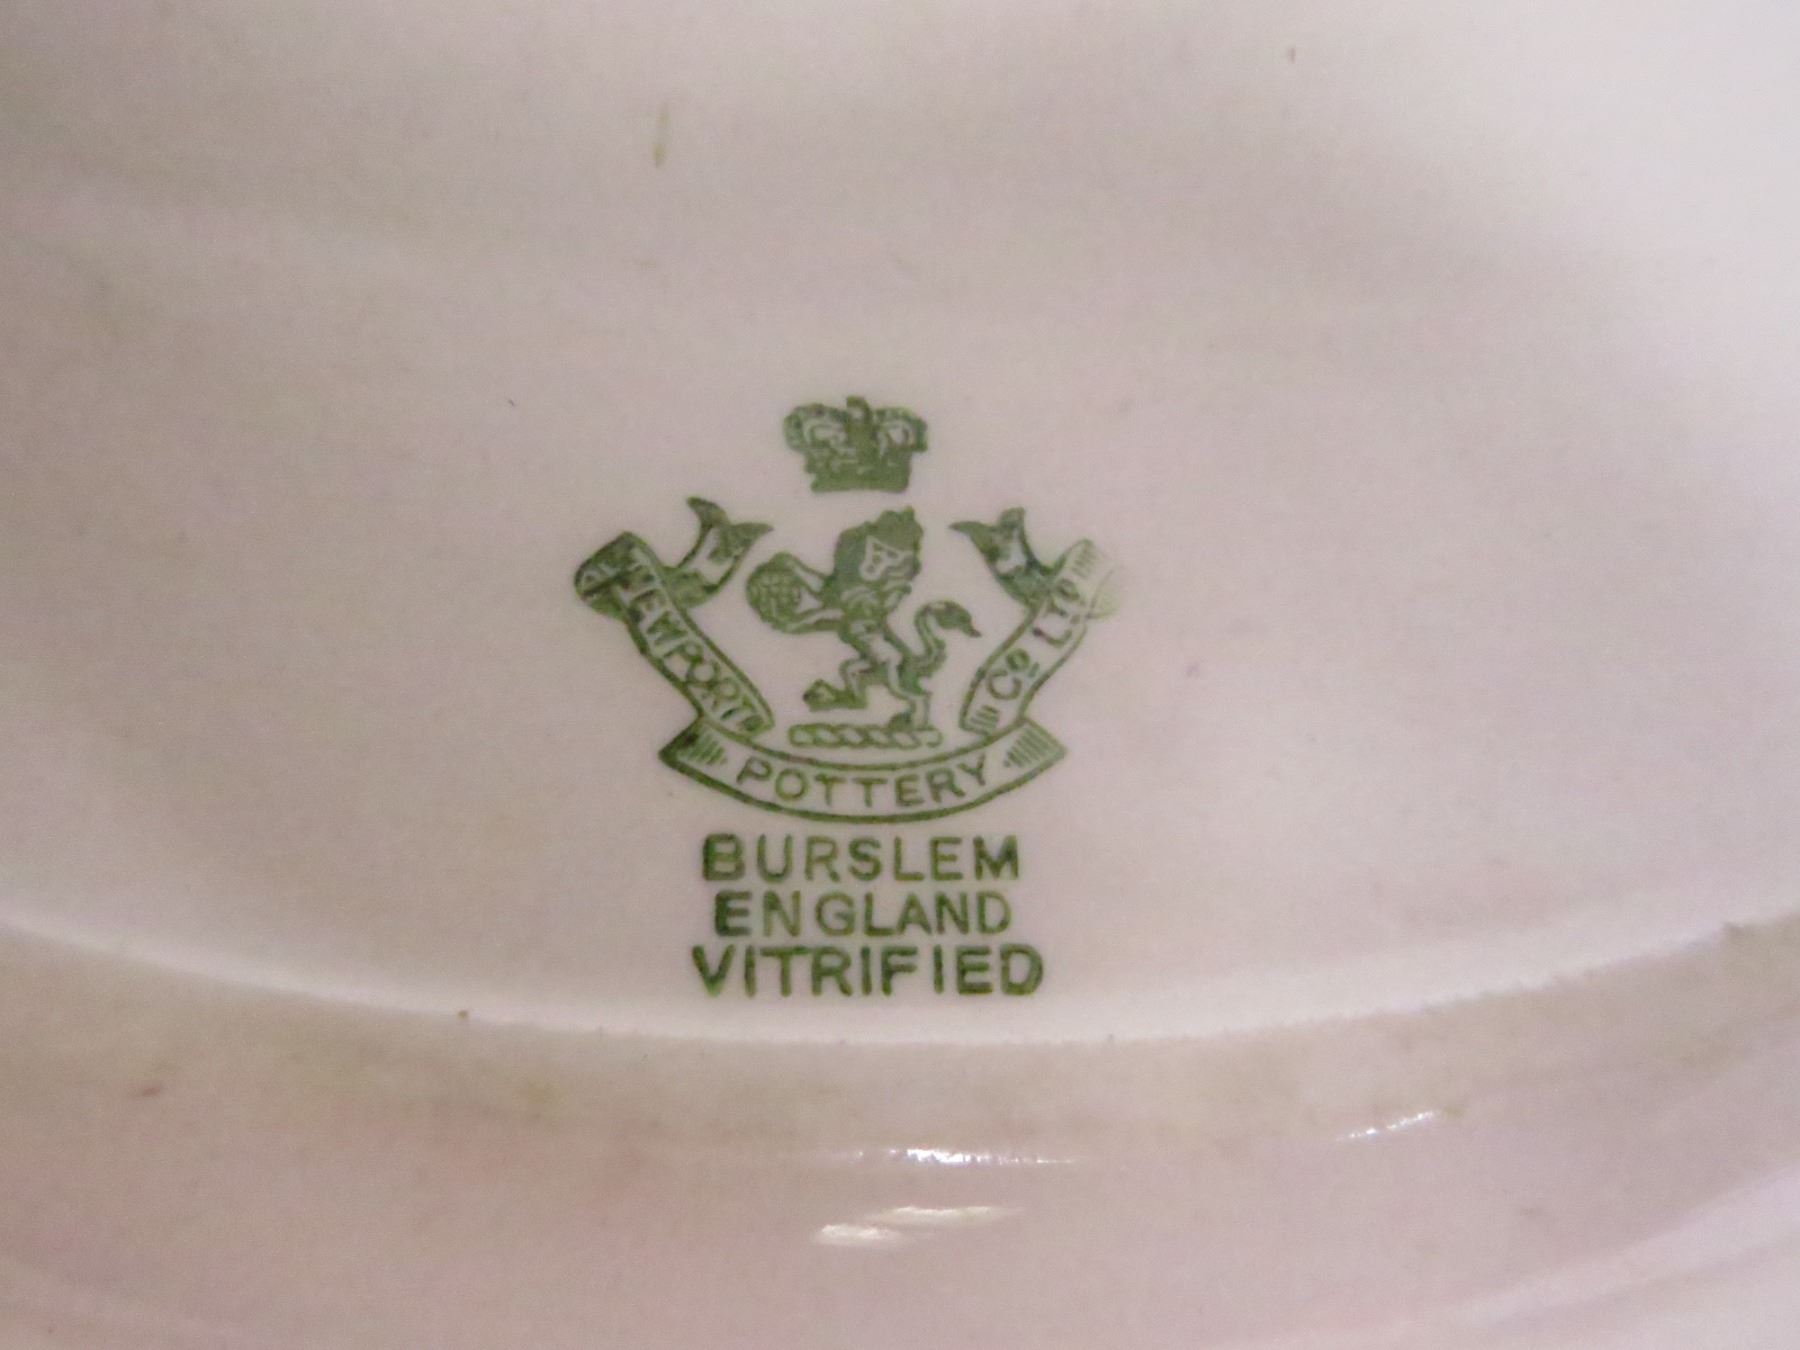 NEWPORT
POTTERY
Cº LTD
BURSLEM
ENGLAND
VITRIFIED